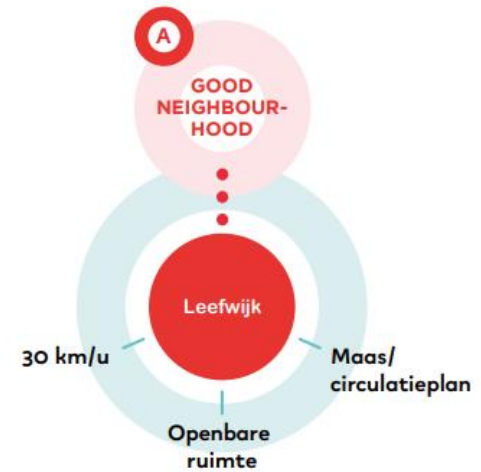 A
GOOD
NEIGHBOUR-
HOOD
Leefwijk
30 km/u
Maas/
circulatieplan
Openbare
ruimte